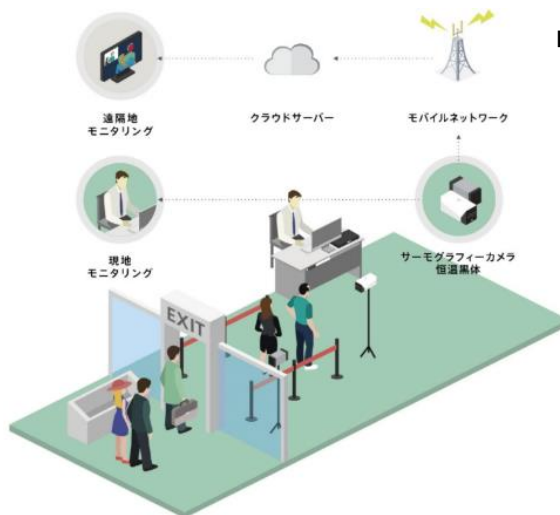 遠隔地
モニタリング
クラウドサーバー
モバイルネットワーク
現地
モニタリング
サーモグラフィーカメラ
恒温黒体
EXIT